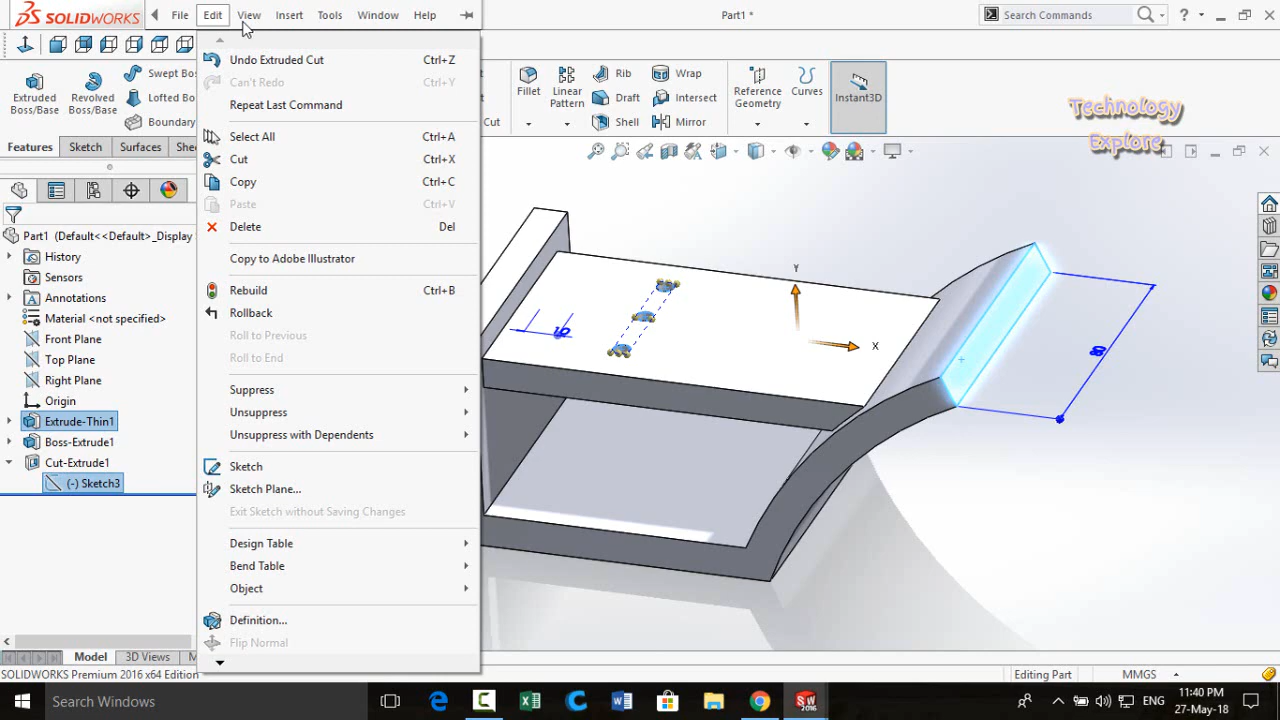 SOLIDWORKS File Edit View Insert Tools Window Help Part1 * Search Commands
Extruded Boss/Base
Revolved Boss/Base
Swept Bos
Lofted Bo
Boundary
Cut
Fillet
Linear Pattern
Rib
Draft
Shell
Wrap
Intersect
Mirror
Reference Geometry
Curves
Instant3D
Technology
Explore
Features Sketch Surfaces She
Part1 (Default<<Default>_Display
History
Sensors
Annotations
Material <not specified>
Front Plane
Top Plane
Right Plane
Origin
Extrude-Thin1
Boss-Extrude1
Cut-Extrude1
(-) Sketch3
Undo Extruded Cut Ctrl+Z
Can't Redo Ctrl+Y
Repeat Last Command
Select All Ctrl+A
Cut Ctrl+X
Copy Ctrl+C
Paste Ctrl+V
Delete Del
Copy to Adobe Illustrator
Rebuild Ctrl+B
Rollback
Roll to Previous
Roll to End
Suppress
Unsuppress
Unsuppress with Dependents
Sketch
Sketch Plane...
Exit Sketch without Saving Changes
Design Table
Bend Table
Object
Definition...
Flip Normal
Y
X
Model 3D Views M
SOLIDWORKS Premium 2016 x64 Edition Editing Part MMGS
Search Windows
ENG
11:40 PM
27-May-18